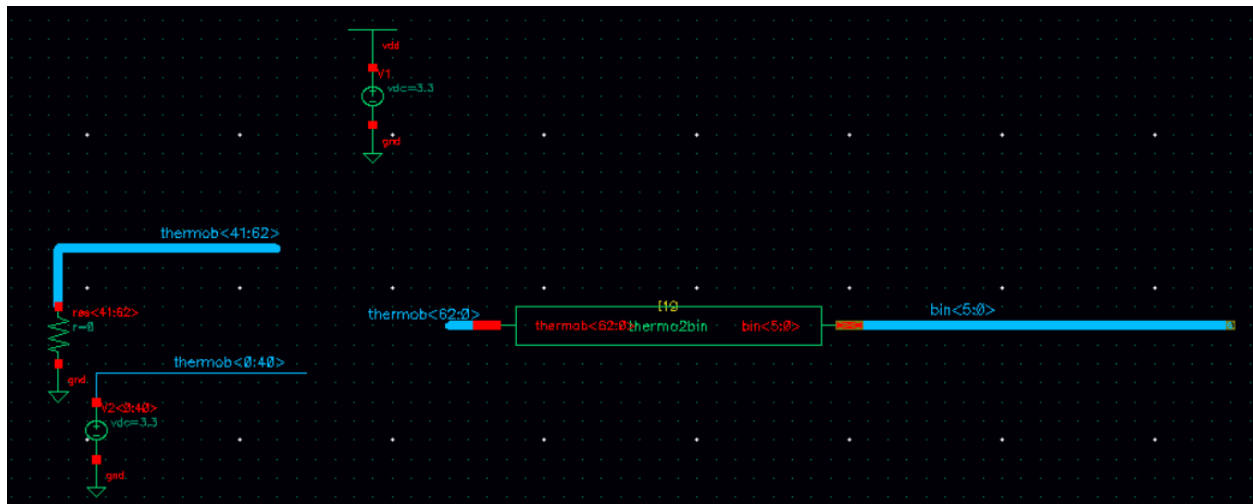 vdd
V1
vdc=3.3
gnd
thermob<41:62>
res<41:62>
r=0
gnd
thermob<0:40>
V2<0:40>
vdc=3.3
gnd
thermob<62:0>
thermob<62:0>
thermo2bin
bin<5:0>
bin<5:0>